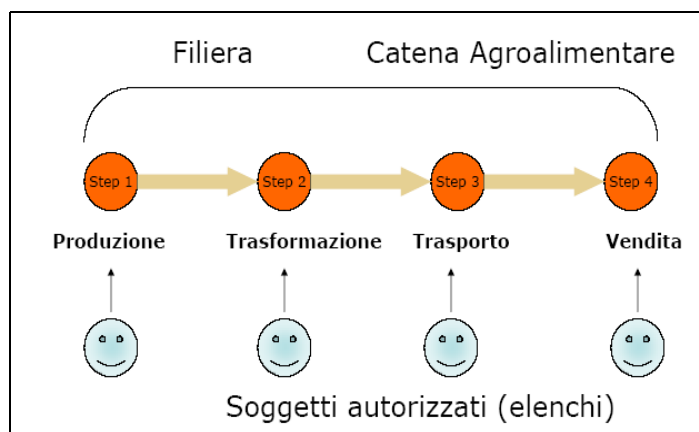 Filiera Catena Agroalimentare
Step 1 Step 2 Step 3 Step 4
Produzione Trasformazione Trasporto Vendita
Soggetti autorizzati (elenchi)